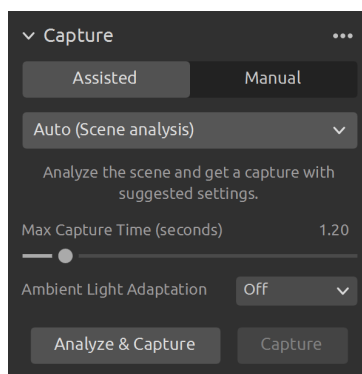 Capture
Assisted Manual
Auto (Scene analysis)
Analyze the scene and get a capture with
suggested settings.
Max Capture Time (seconds) 1.20
Ambient Light Adaptation Off
Analyze & Capture Capture